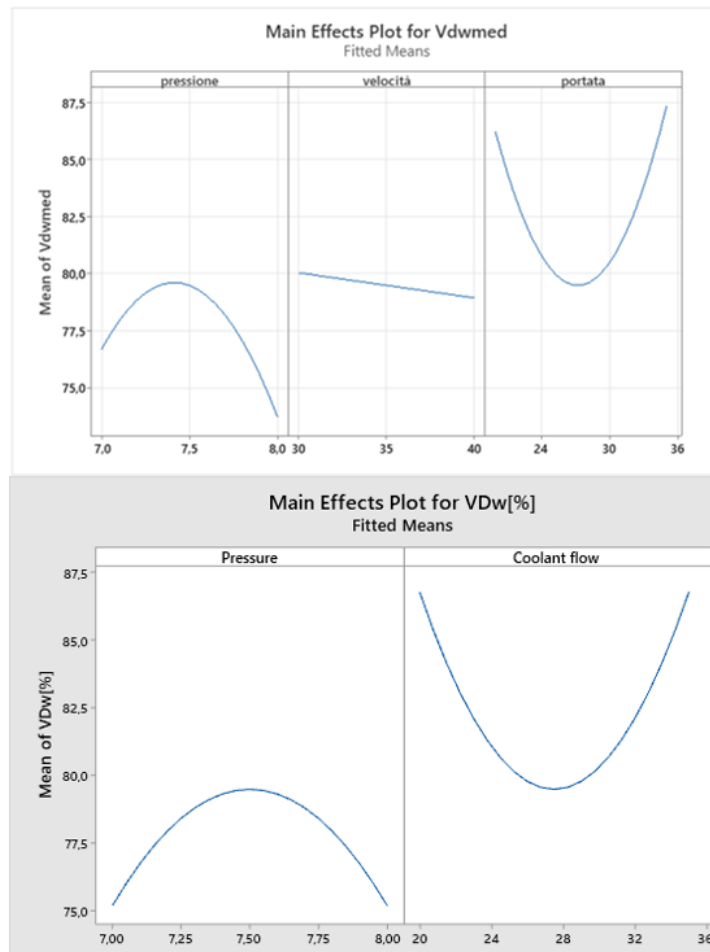 Main Effects Plot for Vdwmed
Fitted Means
pressione velocità portata
Mean of Vdwmed
87,5
85,0
82,5
80,0
77,5
75,0
7,0 7,5 8,0 30 35 40 24 30 36
Main Effects Plot for VDw[%]
Fitted Means
Pressure Coolant flow
Mean of VDw[%]
87,5
85,0
82,5
80,0
77,5
75,0
7,00 7,25 7,50 7,75 8,00 20 24 28 32 36